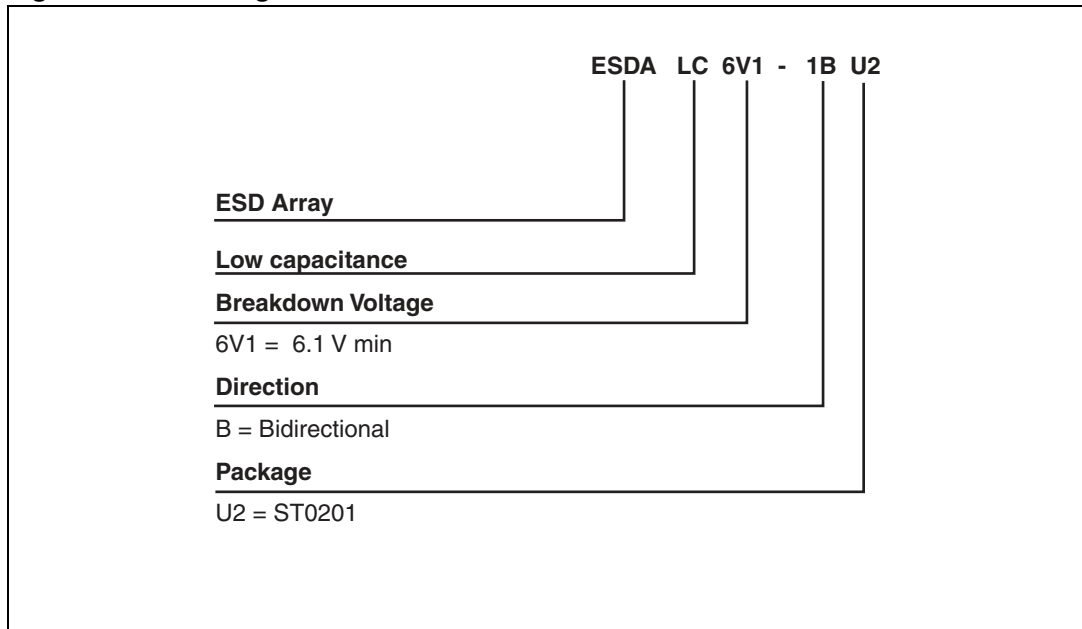 ESDA LC 6V1 - 1B U2
ESD Array
Low capacitance
Breakdown Voltage
6V1 = 6.1 V min
Direction
B = Bidirectional
Package
U2 = ST0201